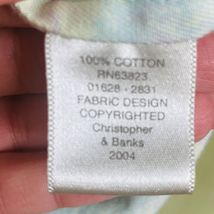 100% COTTON
RN63823
01628 - 2831
FABRIC DESIGN
COPYRIGHTED
Christopher
& Banks
2004